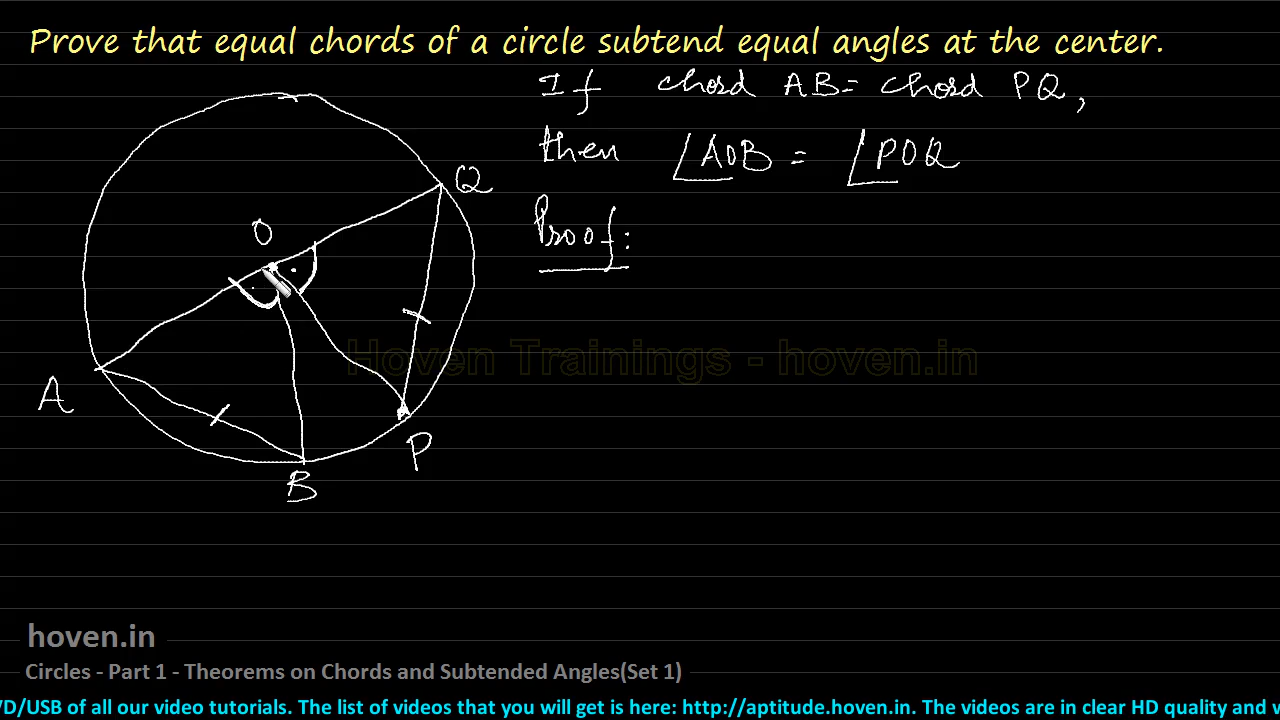 Prove that equal chords of a circle subtend equal angles at the center.
If chord AB = chord PQ,
then ∠AOB = ∠POQ
Proof:
Q
O
A
B
P
Hoven Trainings - hoven.in
hoven.in
Circles - Part 1 - Theorems on Chords and Subtended Angles(Set 1)
VD/USB of all our video tutorials. The list of videos that you will get is here: http://aptitude.hoven.in. The videos are in clear HD quality and v